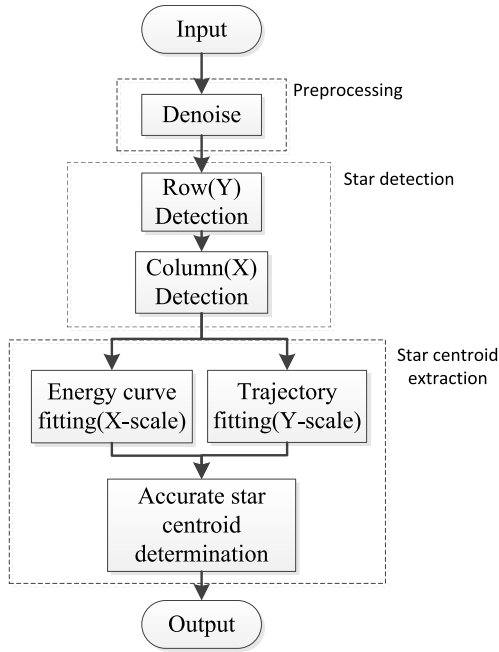 Input
Preprocessing
Denoise
Star detection
Row(Y)
Detection
Column(X)
Detection
Star centroid
extraction
Energy curve
fitting(X-scale)
Trajectory
fitting(Y-scale)
Accurate star
centroid
determination
Output